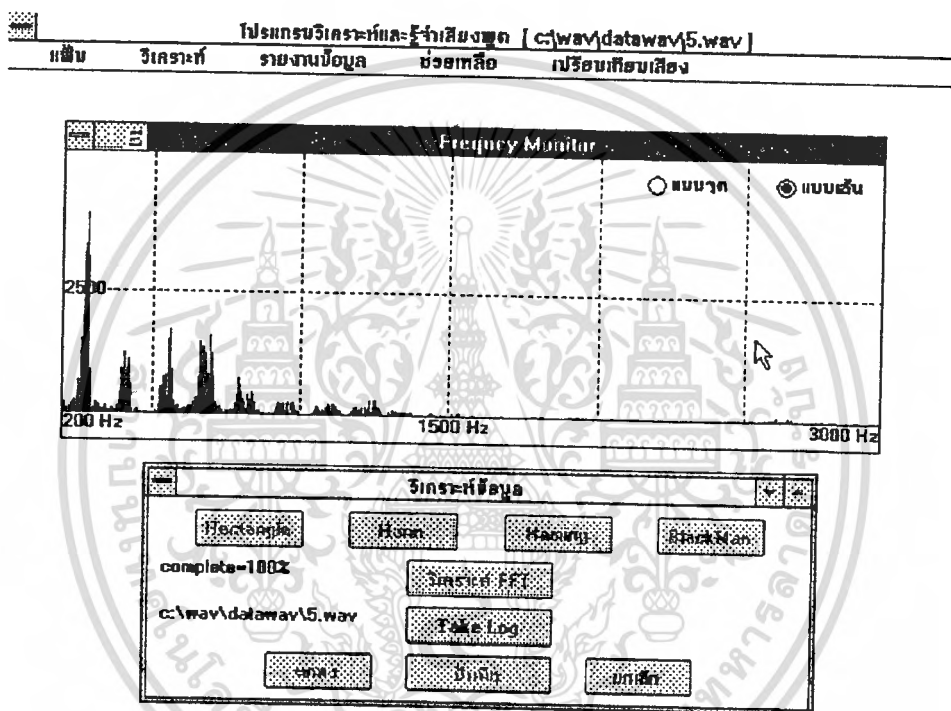 โปรแกรมวิเคราะห์และรู้จำเสียงพูด [ c:\wav\datawav\5.wav ]
แฟ้ม วิเคราะห์ รายงานข้อมูล ช่วยเหลือ เปรียบเทียบเสียง
Frequcy Monitor
แบบจุด แบบเส้น
2500
200 Hz 1500 Hz 3000 Hz
วิเคราะห์ข้อมูล
Rectangle Hann Haming BlackMan
complete=100%
วิเคราะห์ FFT
c:\wav\datawav\5.wav
Take Log
ตกลง บันทึก ยกเลิก